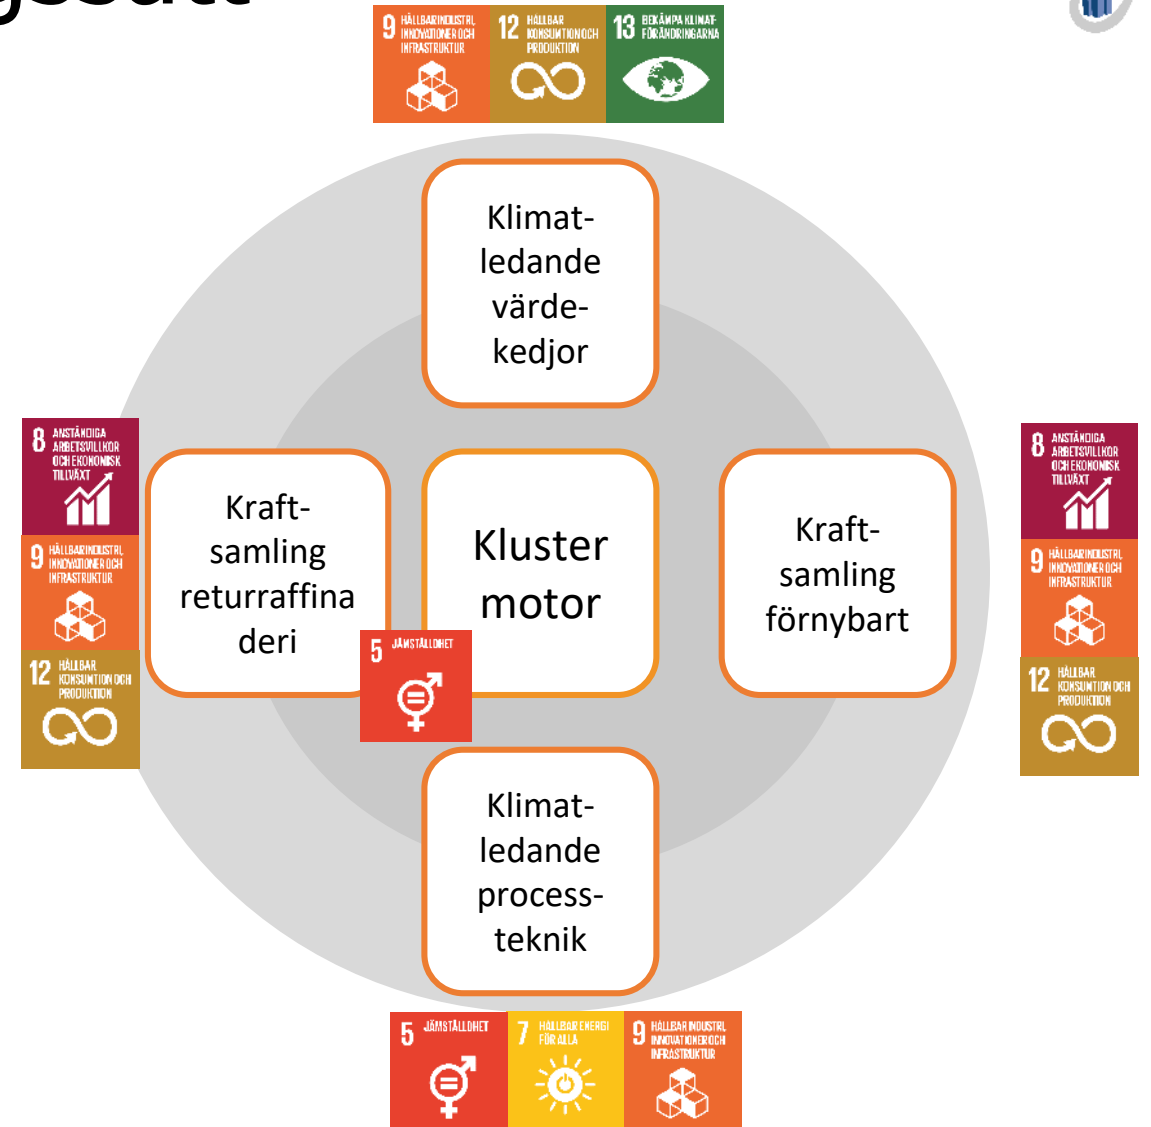 9 HÅLLBAR INDUSTRI,
INNOVATIONER OCH
INFRASTRUKTUR
12 HÅLLBAR
KONSUMTION OCH
PRODUKTION
13 BEKÄMPA KLIMAT-
FÖRÄNDRINGARNA
Klimat-
ledande
värde-
kedjor
8 ANSTÄNDIGA
ARBETSVILLKOR
OCH EKONOMISK
TILLVÄXT
9 HÅLLBAR INDUSTRI,
INNOVATIONER OCH
INFRASTRUKTUR
12 HÅLLBAR
KONSUMTION OCH
PRODUKTION
Kraft-
samling
returraffina
deri
5 JÄMSTÄLLDHET
Kluster
motor
Kraft-
samling
förnybart
8 ANSTÄNDIGA
ARBETSVILLKOR
OCH EKONOMISK
TILLVÄXT
9 HÅLLBAR INDUSTRI,
INNOVATIONER OCH
INFRASTRUKTUR
12 HÅLLBAR
KONSUMTION OCH
PRODUKTION
Klimat-
ledande
process-
teknik
5 JÄMSTÄLLDHET
7 HÅLLBAR ENERGI
FÖR ALLA
9 HÅLLBAR INDUSTRI,
INNOVATIONER OCH
INFRASTRUKTUR